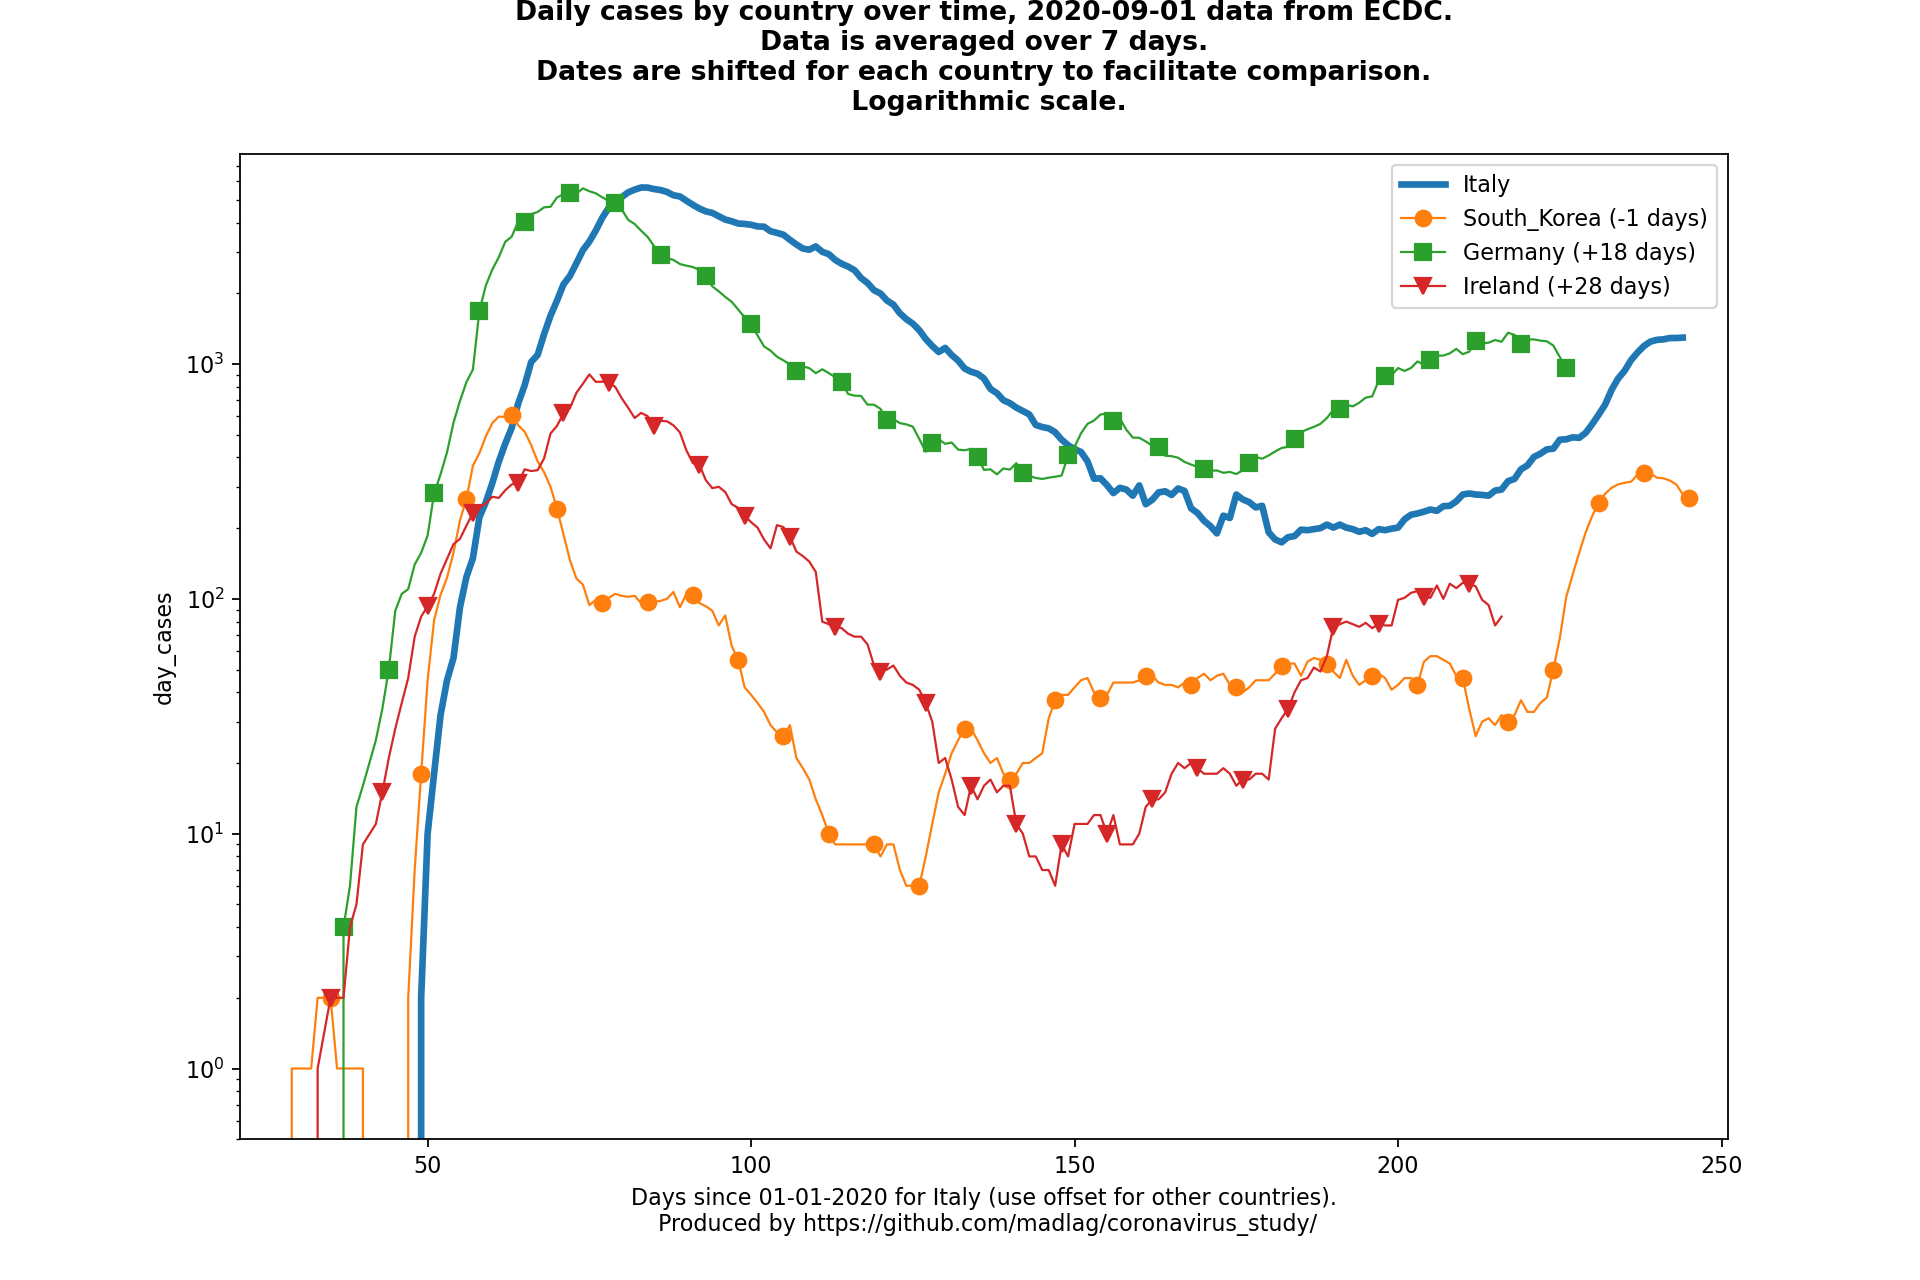 Daily cases by country over time, 2020-09-01 data from ECDC.
Data is averaged over 7 days.
Dates are shifted for each country to facilitate comparison.
Logarithmic scale.
Italy
South_Korea (-1 days)
Germany (+18 days)
Ireland (+28 days)
10³
10²
10¹
10⁰
day_cases
50 100 150 200 250
Days since 01-01-2020 for Italy (use offset for other countries).
Produced by https://github.com/madlag/coronavirus_study/